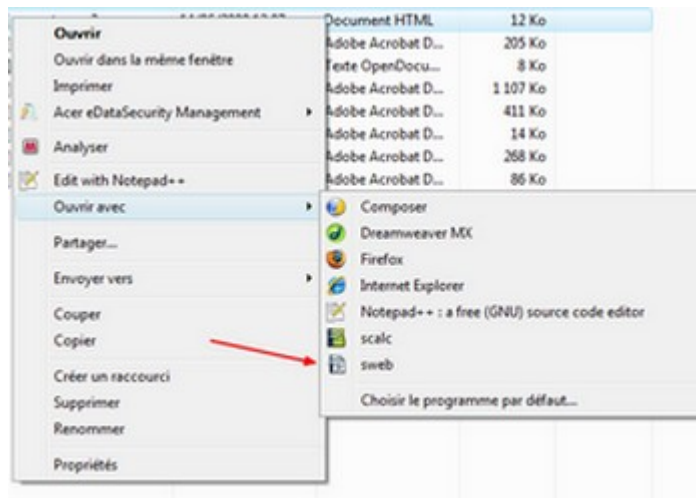 Document HTML 12 Ko
Ouvrir
Adobe Acrobat D... 205 Ko
Ouvrir dans la même fenêtre
Texte OpenDocu... 8 Ko
Imprimer
Adobe Acrobat D... 1 107 Ko
Acer eDataSecurity Management
Adobe Acrobat D... 411 Ko
Adobe Acrobat D... 14 Ko
Analyser
Adobe Acrobat D... 268 Ko
Edit with Notepad++
Adobe Acrobat D... 86 Ko
Ouvrir avec
Composer
Dreamweaver MX
Partager...
Firefox
Envoyer vers
Internet Explorer
Notepad++ : a free (GNU) source code editor
Couper
scalc
Copier
sweb
Créer un raccourci
Choisir le programme par défaut...
Supprimer
Renommer
Propriétés